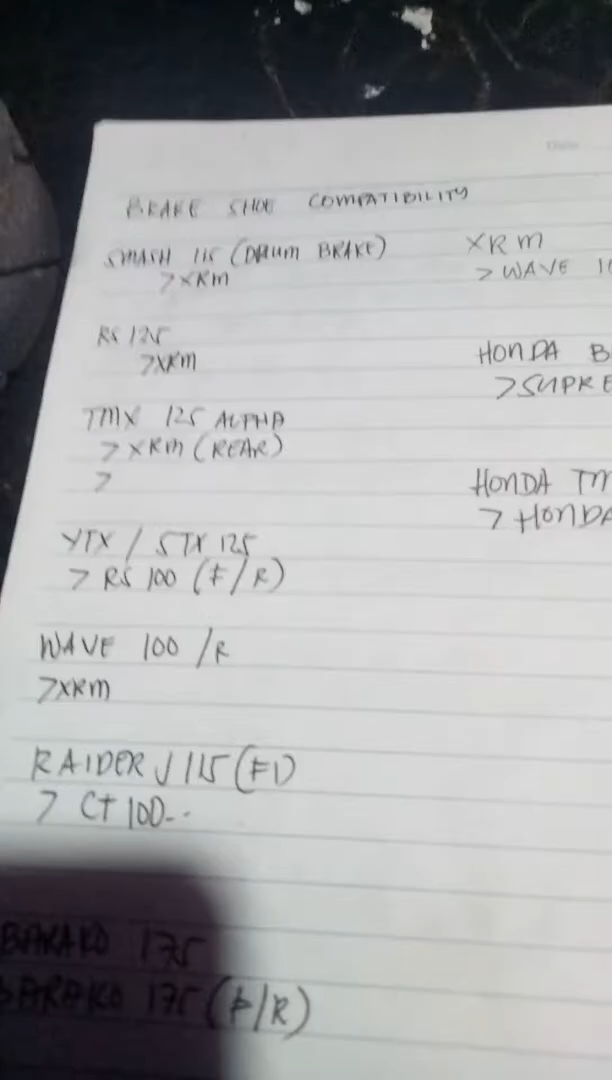 Date
BRAKE SHOE COMPATIBILITY
SMASH 115 (DRUM BRAKE)
>XRM
RS 125
>XRM
TMX 125 ALPHA
> XRM (REAR)
>
YTX / STX 125
> RS 100 (F/R)
WAVE 100 /R
>XRM
RAIDER J 115 (FI)
> CT 100-..
BARAKO 175
BARAKO 175 (F/R)
XRM
> WAVE
HONDA
>SUPRE
HONDA TM
> HONDA